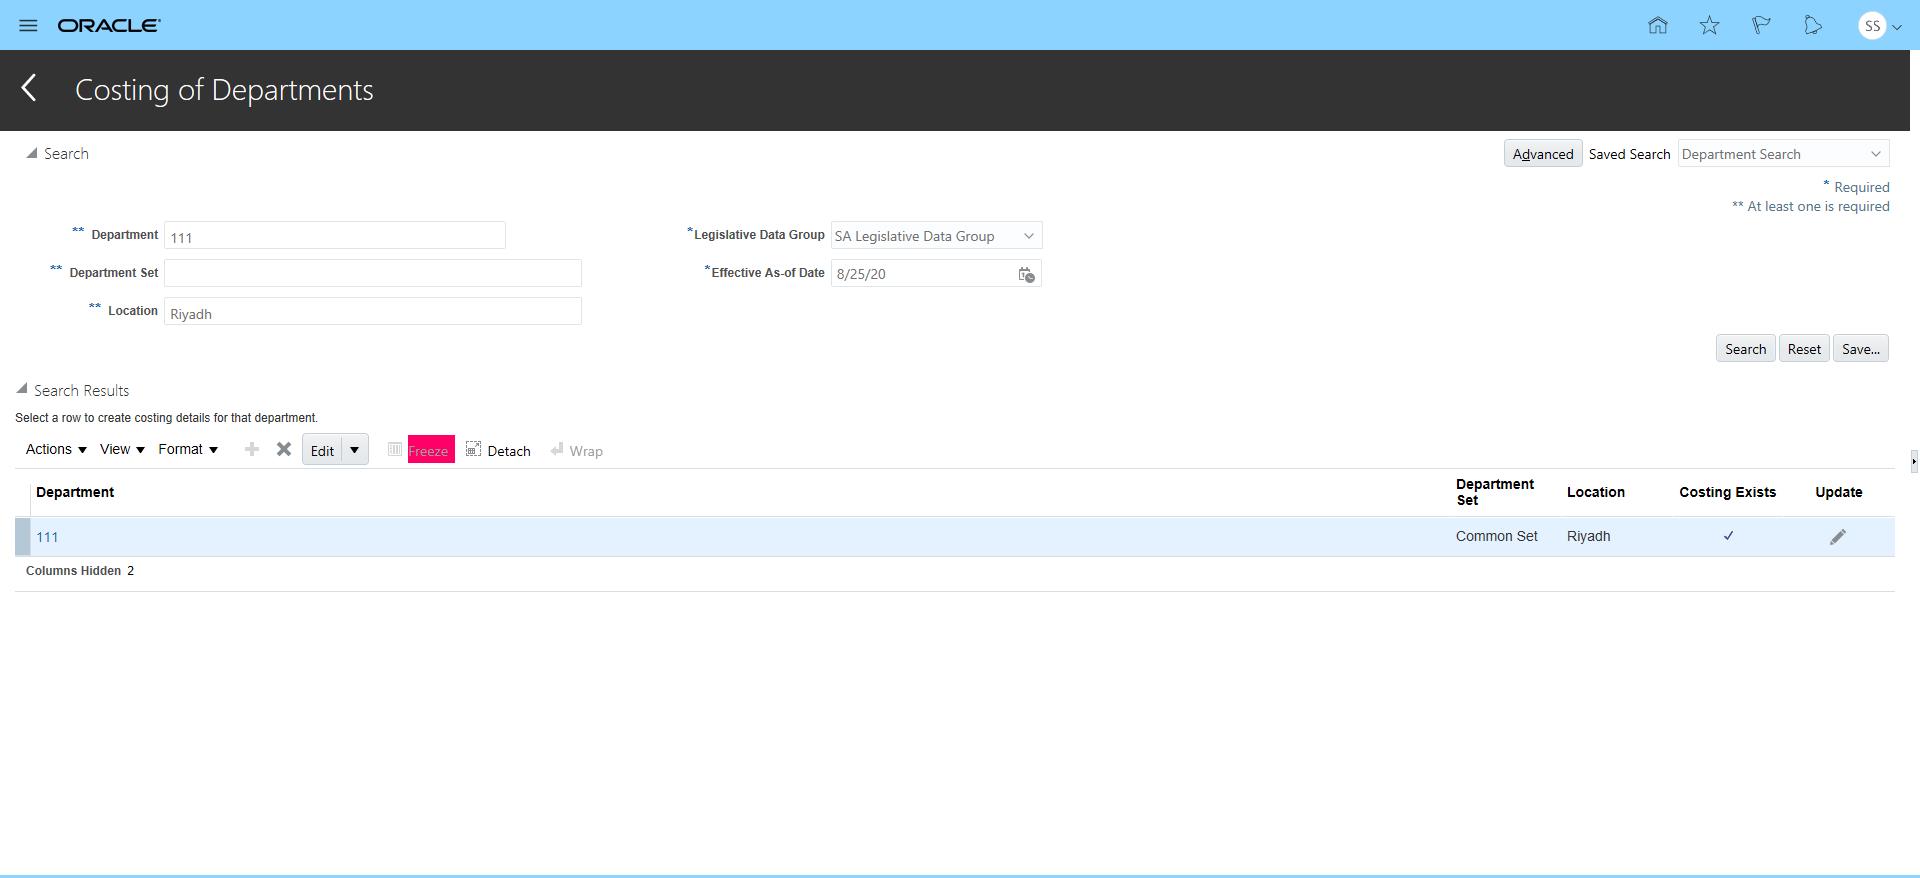 ORACLE
SS
Costing of Departments
Search
Advanced Saved Search Department Search
* Required
** At least one is required
** Department 111
*Legislative Data Group SA Legislative Data Group
** Department Set
*Effective As-of Date 8/25/20
** Location Riyadh
Search Reset Save...
Search Results
Select a row to create costing details for that department.
Actions View Format Edit Freeze Detach Wrap
Department Department Set Location Costing Exists Update
111 Common Set Riyadh
Columns Hidden 2